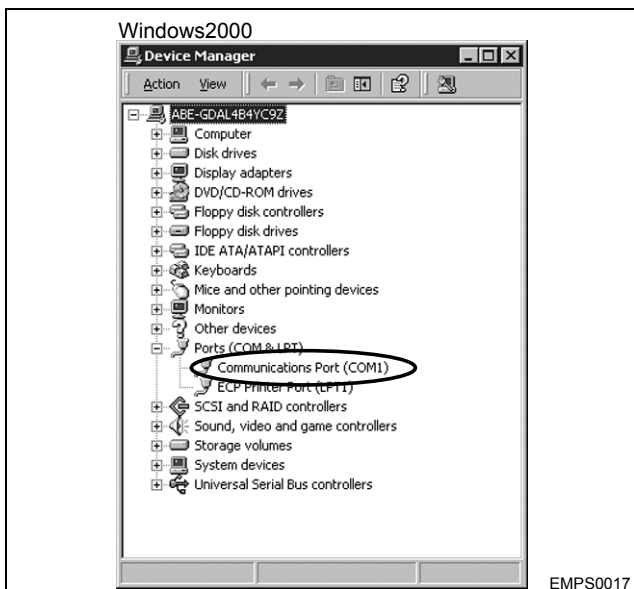 Windows2000
Device Manager
Action View
ABE-GDAL4B4YC9Z
Computer
Disk drives
Display adapters
DVD/CD-ROM drives
Floppy disk controllers
Floppy disk drives
IDE ATA/ATAPI controllers
Keyboards
Mice and other pointing devices
Monitors
Other devices
Ports (COM & LPT)
Communications Port (COM1)
ECP Printer Port (LPT1)
SCSI and RAID controllers
Sound, video and game controllers
Storage volumes
System devices
Universal Serial Bus controllers
EMPS0017